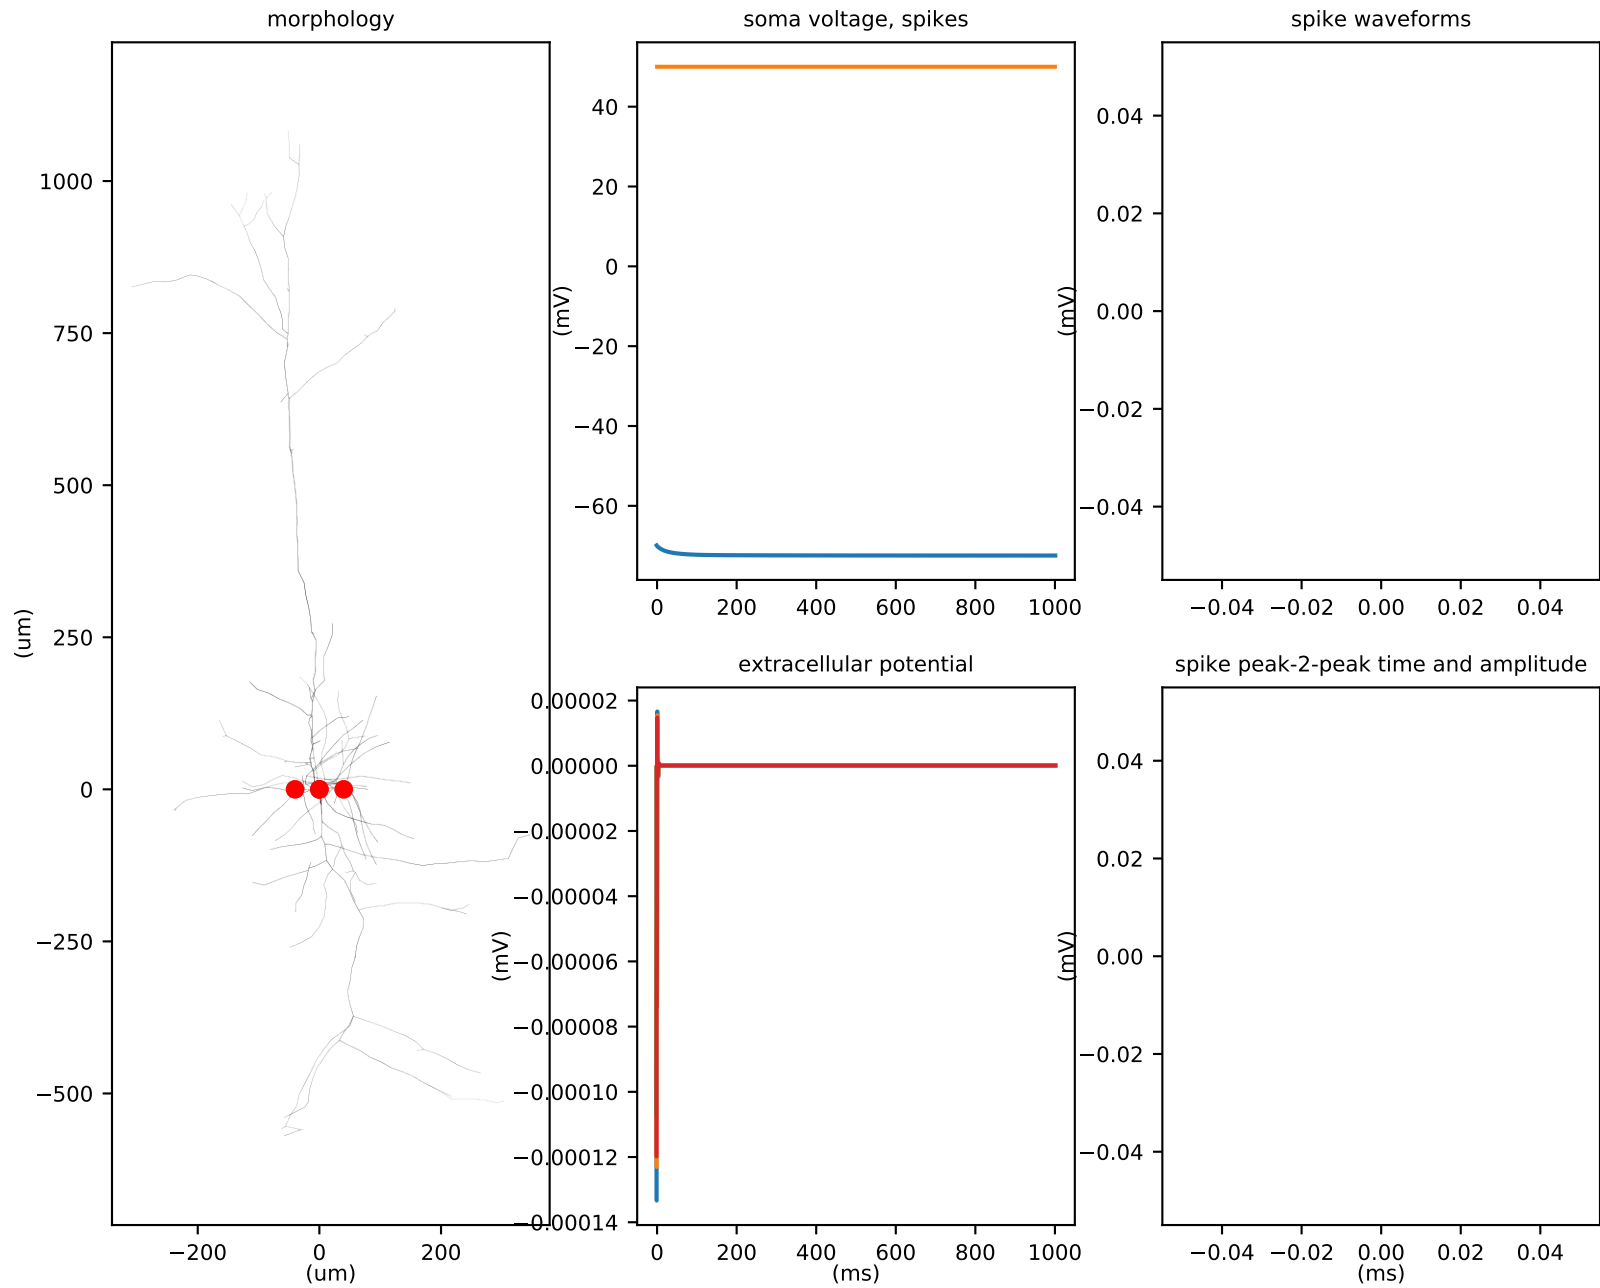 morphology
1000
750
500
250
0
−250
−500
−200 0 200
(um)
(um)
soma voltage, spikes
40
20
0
−20
−40
−60
(mV)
0 200 400 600 800 1000
spike waveforms
0.04
0.02
0.00
−0.02
−0.04
(mV)
−0.04 −0.02 0.00 0.02 0.04
extracellular potential
0.00002
0.00000
−0.00002
−0.00004
−0.00006
−0.00008
−0.00010
−0.00012
−0.00014
(mV)
0 200 400 600 800 1000
(ms)
spike peak-2-peak time and amplitude
0.04
0.02
0.00
−0.02
−0.04
(mV)
−0.04 −0.02 0.00 0.02 0.04
(ms)